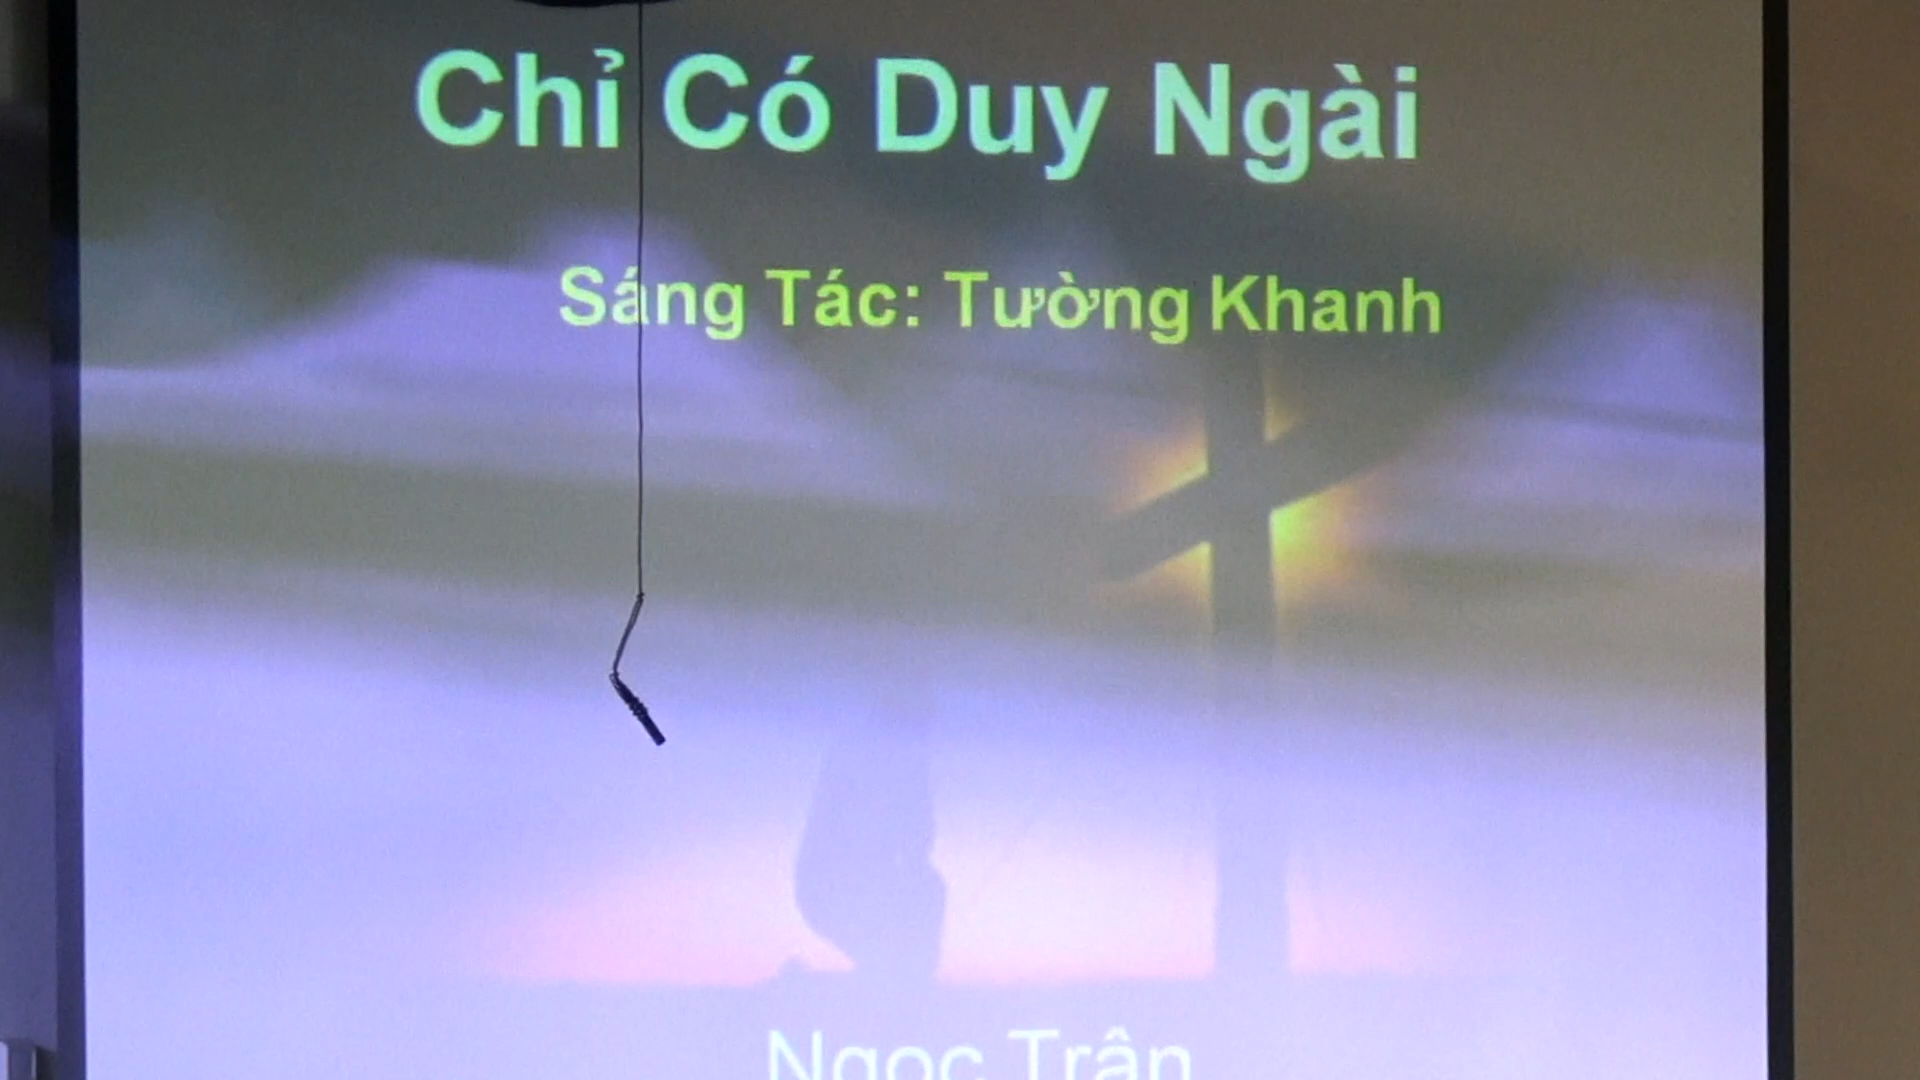 Chỉ Có Duy Ngài
Sáng Tác: Tường Khanh
Ngọc Trân